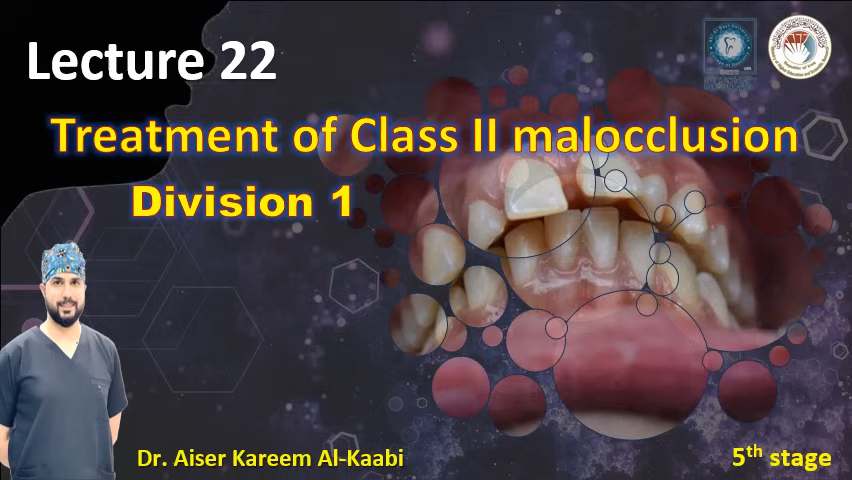 Lecture 22
Treatment of Class II malocclusion
Division 1
Dr. Aiser Kareem Al-Kaabi
5th stage